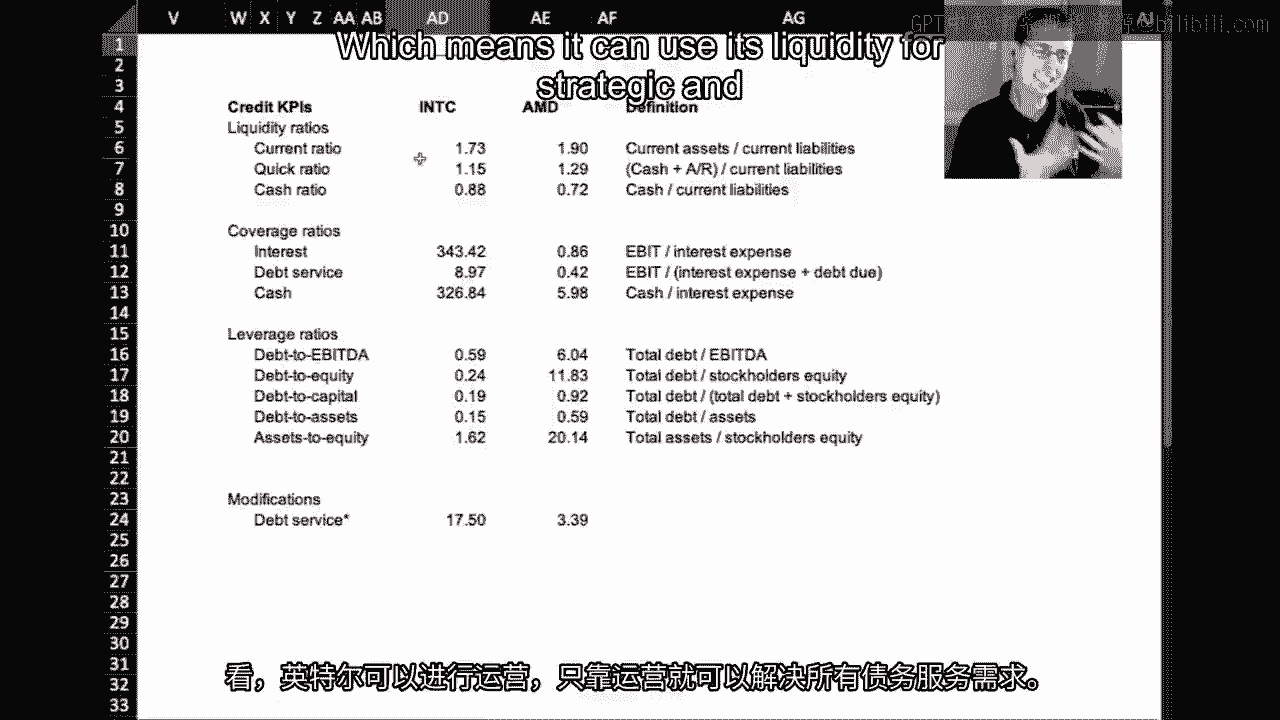 V W X Y Z AA AB AD AE AF AG AJ
Which means it can use its liquidity for
strategic and
1
2
3
4 Credit KPIs INTC AMD Definition
5 Liquidity ratios
6 Current ratio 1.73 1.90 Current assets / current liabilities
7 Quick ratio 1.15 1.29 (Cash + A/R) / current liabilities
8 Cash ratio 0.88 0.72 Cash / current liabilities
9
10 Coverage ratios
11 Interest 343.42 0.86 EBIT / interest expense
12 Debt service 8.97 0.42 EBIT / (interest expense + debt due)
13 Cash 326.84 5.98 Cash / interest expense
14
15 Leverage ratios
16 Debt-to-EBITDA 0.59 6.04 Total debt / EBITDA
17 Debt-to-equity 0.24 11.83 Total debt / stockholders equity
18 Debt-to-capital 0.19 0.92 Total debt / (total debt + stockholders equity)
19 Debt-to-assets 0.15 0.59 Total debt / assets
20 Assets-to-equity 1.62 20.14 Total assets / stockholders equity
21
22
23 Modifications
24 Debt service* 17.50 3.39
25
26
27
28
29
30
31
32
33
看，英特尔可以进行运营，只靠运营就可以解决所有债务服务需求。
bilibili.com